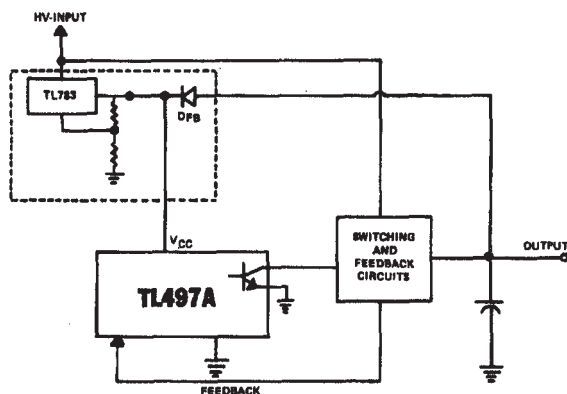 HV-INPUT
TL783
DFB
VCC
SWITCHING
AND
FEEDBACK
CIRCUITS
OUTPUT
TL497A
FEEDBACK